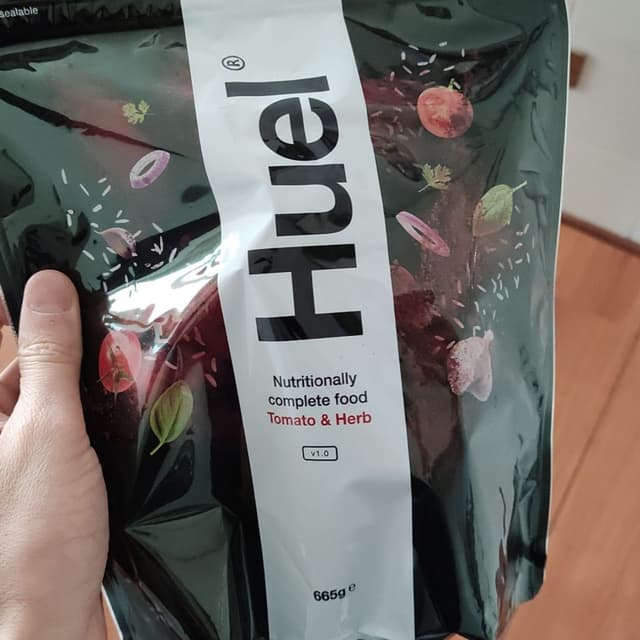 sealable
Huel®
Nutritionally
complete food
Tomato & Herb
v1.0
665g e